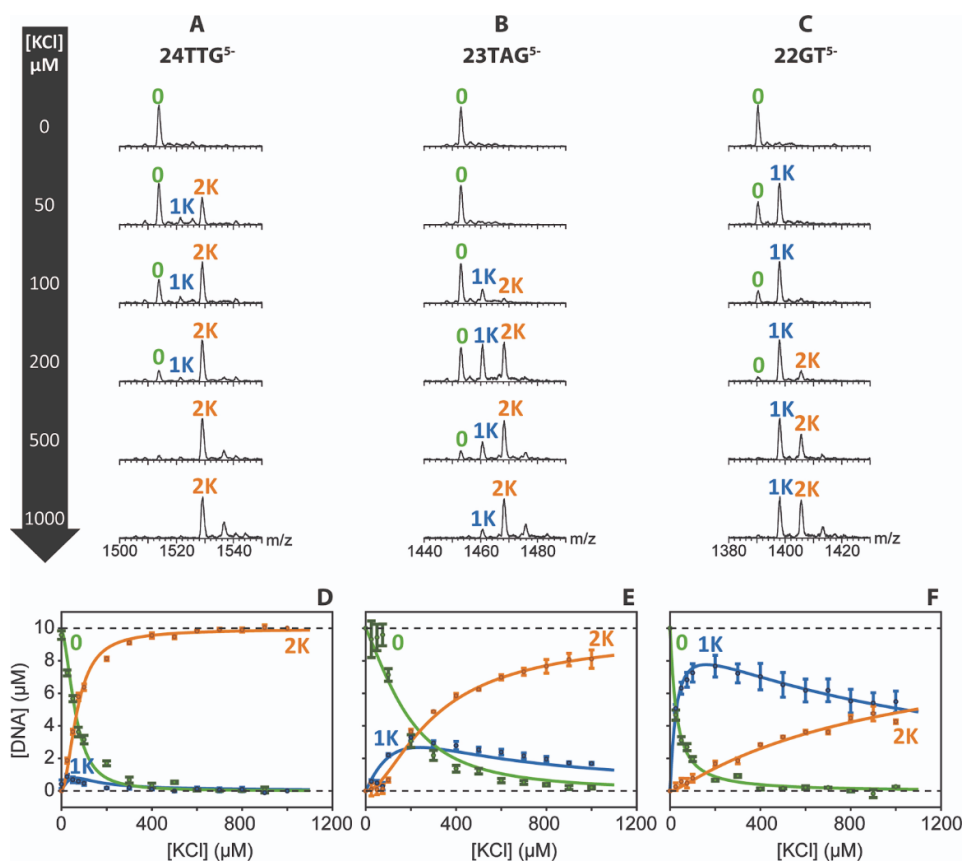 A B C
[KCl] μM 24TTG⁵⁻ 23TAG⁵⁻ 22GT⁵⁻
0 0 0 0
50 0 1K 2K 0 0 1K
100 0 1K 2K 0 1K 2K 0 1K
200 0 1K 2K 0 1K 2K 0 1K 2K
500 2K 0 1K 2K 1K 2K
1000 2K 1K 2K 1K 2K
1500 1520 1540 m/z 1440 1460 1480 m/z 1380 1400 1420 m/z
D E F
[DNA] (μM)
10 8 6 4 2 0
0 1K 2K 0 1K 2K 0 1K 2K
0 400 800 1200 0 400 800 1200 0 400 800 1200
[KCl] (μM) [KCl] (μM) [KCl] (μM)